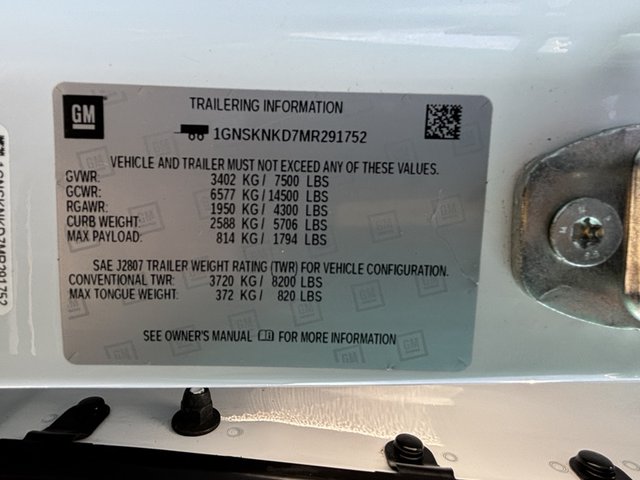 GM
TRAILERING INFORMATION
1GNSKNKD7MR291752
VEHICLE AND TRAILER MUST NOT EXCEED ANY OF THESE VALUES.
GVWR: 3402 KG/ 7500 LBS
GCWR: 6577 KG/14500 LBS
RGAWR: 1950 KG/ 4300 LBS
CURB WEIGHT: 2588 KG/ 5706 LBS
MAX PAYLOAD: 814 KG/ 1794 LBS
SAE J2807 TRAILER WEIGHT RATING (TWR) FOR VEHICLE CONFIGURATION.
CONVENTIONAL TWR: 3720 KG/ 8200 LBS
MAX TONGUE WEIGHT: 372 KG/ 820 LBS
SEE OWNER'S MANUAL FOR MORE INFORMATION